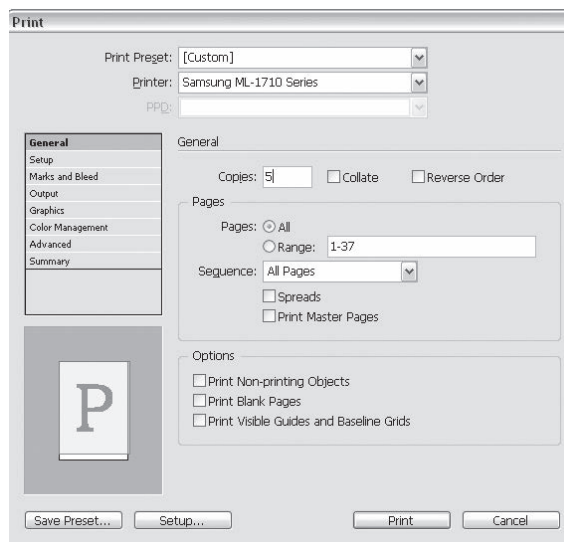 Print
Print Preset: [Custom]
Printer: Samsung ML-1710 Series
PPD:
General
Setup
Marks and Bleed
Output
Graphics
Color Management
Advanced
Summary
General
Copies: 5 Collate Reverse Order
Pages
Pages: All
Range: 1-37
Sequence: All Pages
Spreads
Print Master Pages
Options
Print Non-printing Objects
Print Blank Pages
Print Visible Guides and Baseline Grids
P
Save Preset... Setup... Print Cancel